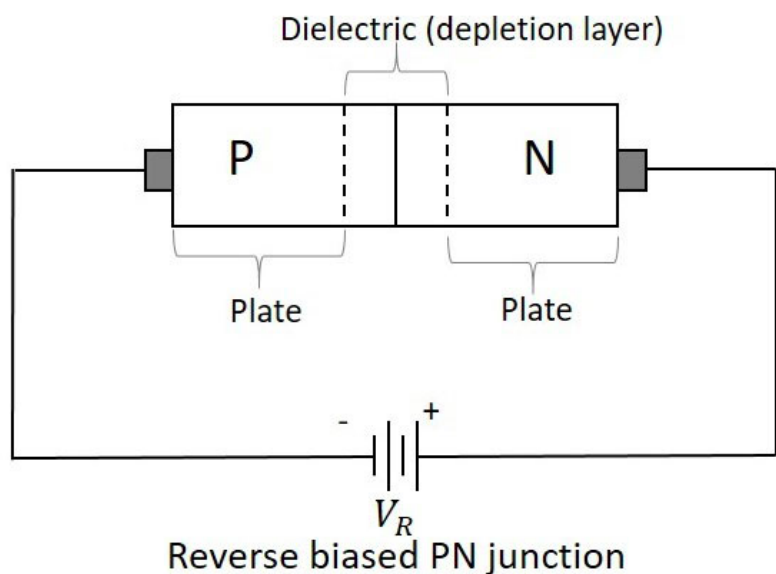 Dielectric (depletion layer)
P
N
Plate
Plate
-
+
V_R
Reverse biased PN junction